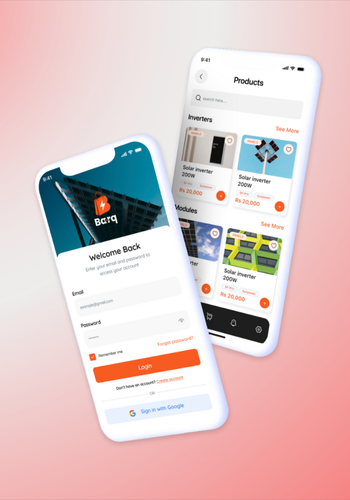 9:41
Barq
Welcome Back
Enter your email and password to
access your account
Email
example@gmail.com
Password
Remember me
Forgot password?
Login
Don't have an account? Create account
OR
Sign in with Google
9:41
Products
search here...
Inverters
See More
Solar inverter
200W
Rs 20,000
Solar inverter
200W
Rs 20,000
Modules
See More
Solar inverter
200W
Solar inverter
200W
Rs 20,000